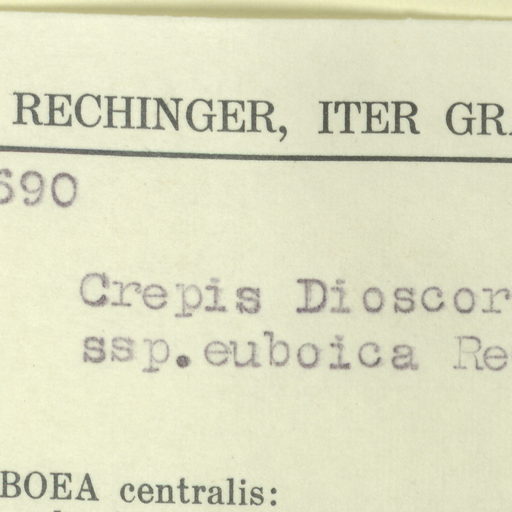 RECHINGER, ITER GR
690
Crepis Dioscor
ssp. euboica Re
BOEA centralis: